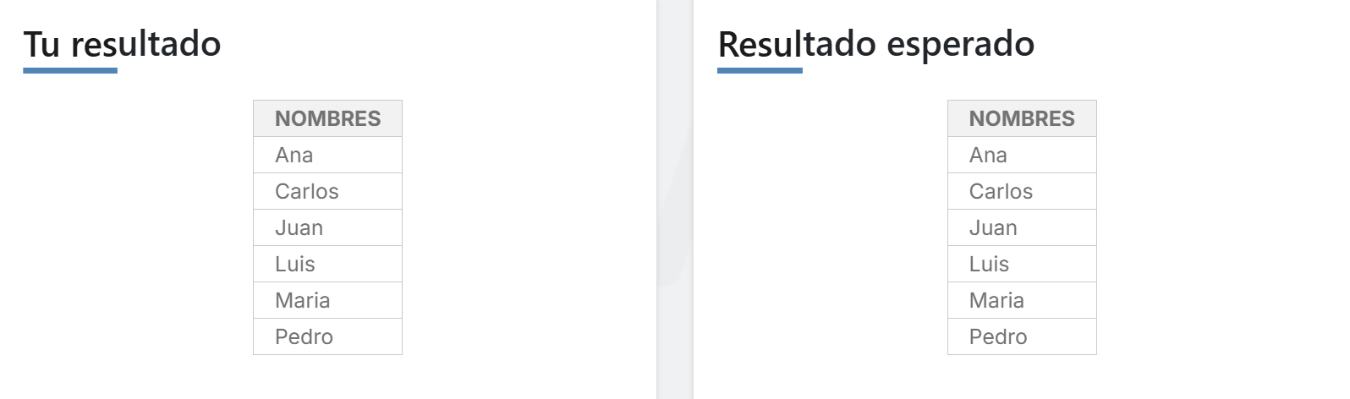 Tu resultado
NOMBRES
Ana
Carlos
Juan
Luis
Maria
Pedro
Resultado esperado
NOMBRES
Ana
Carlos
Juan
Luis
Maria
Pedro